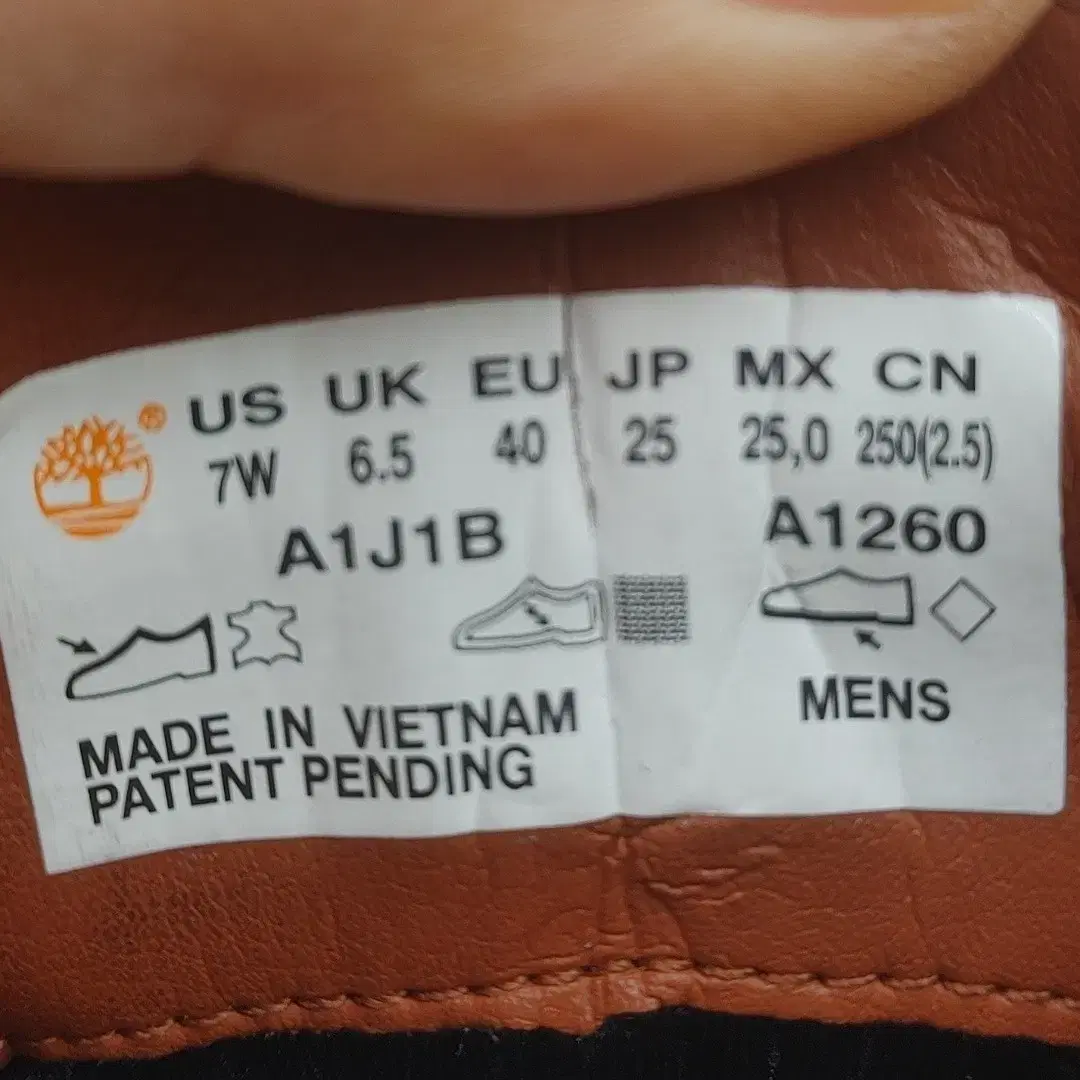 ® US UK EU JP MX CN
7W 6.5 40 25 25,0 250(2.5)
A1J1B A1260
MENS
MADE IN VIETNAM
PATENT PENDING